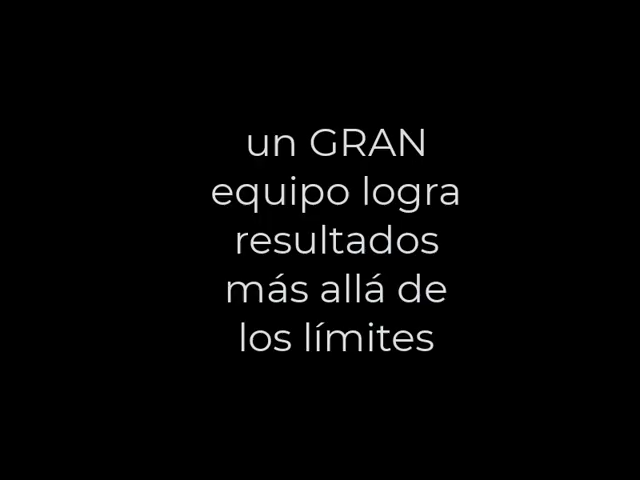 un GRAN
equipo logra
resultados
más allá de
los límites